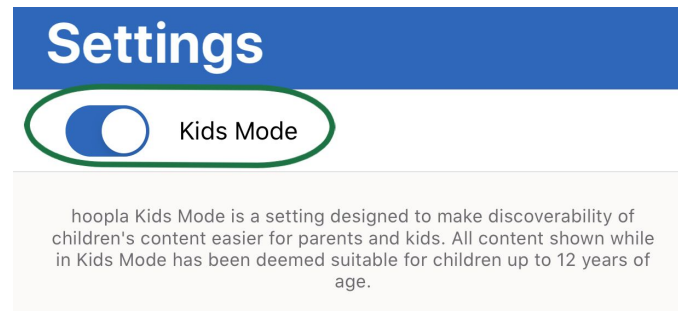 Settings
Kids Mode
hoopla Kids Mode is a setting designed to make discoverability of
children's content easier for parents and kids. All content shown while
in Kids Mode has been deemed suitable for children up to 12 years of
age.